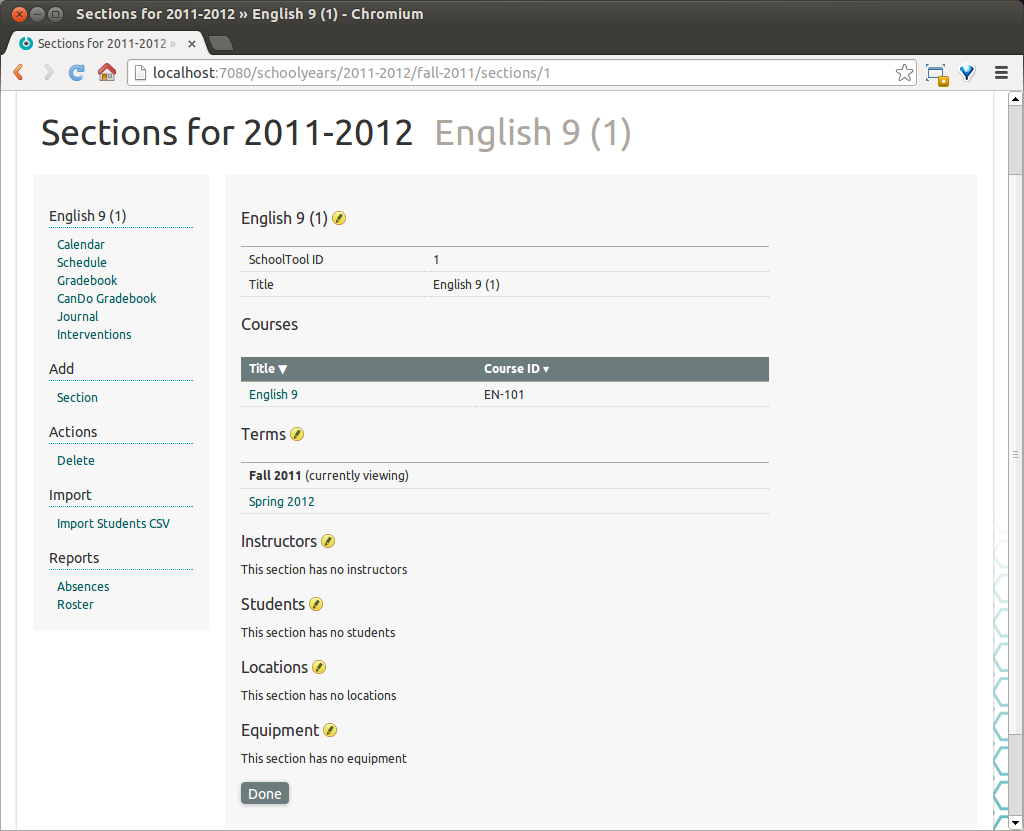 Sections for 2011-2012 » English 9 (1) - Chromium
Sections for 2011-2012 »
localhost:7080/schoolyears/2011-2012/fall-2011/sections/1
Sections for 2011-2012 English 9 (1)
English 9 (1)
Calendar
Schedule
Gradebook
CanDo Gradebook
Journal
Interventions
Add
Section
Actions
Delete
Import
Import Students CSV
Reports
Absences
Roster
English 9 (1)
SchoolTool ID 1
Title English 9 (1)
Courses
Title ▼ Course ID ▾
English 9 EN-101
Terms
Fall 2011 (currently viewing)
Spring 2012
Instructors
This section has no instructors
Students
This section has no students
Locations
This section has no locations
Equipment
This section has no equipment
Done